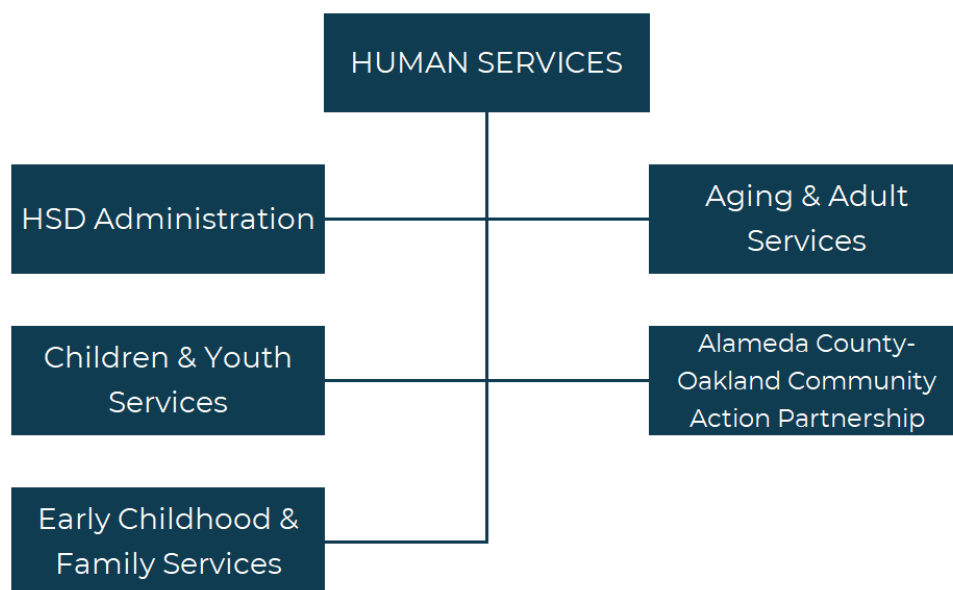 HUMAN SERVICES
HSD Administration
Aging & Adult
Services
Children & Youth
Services
Alameda County-
Oakland Community
Action Partnership
Early Childhood &
Family Services